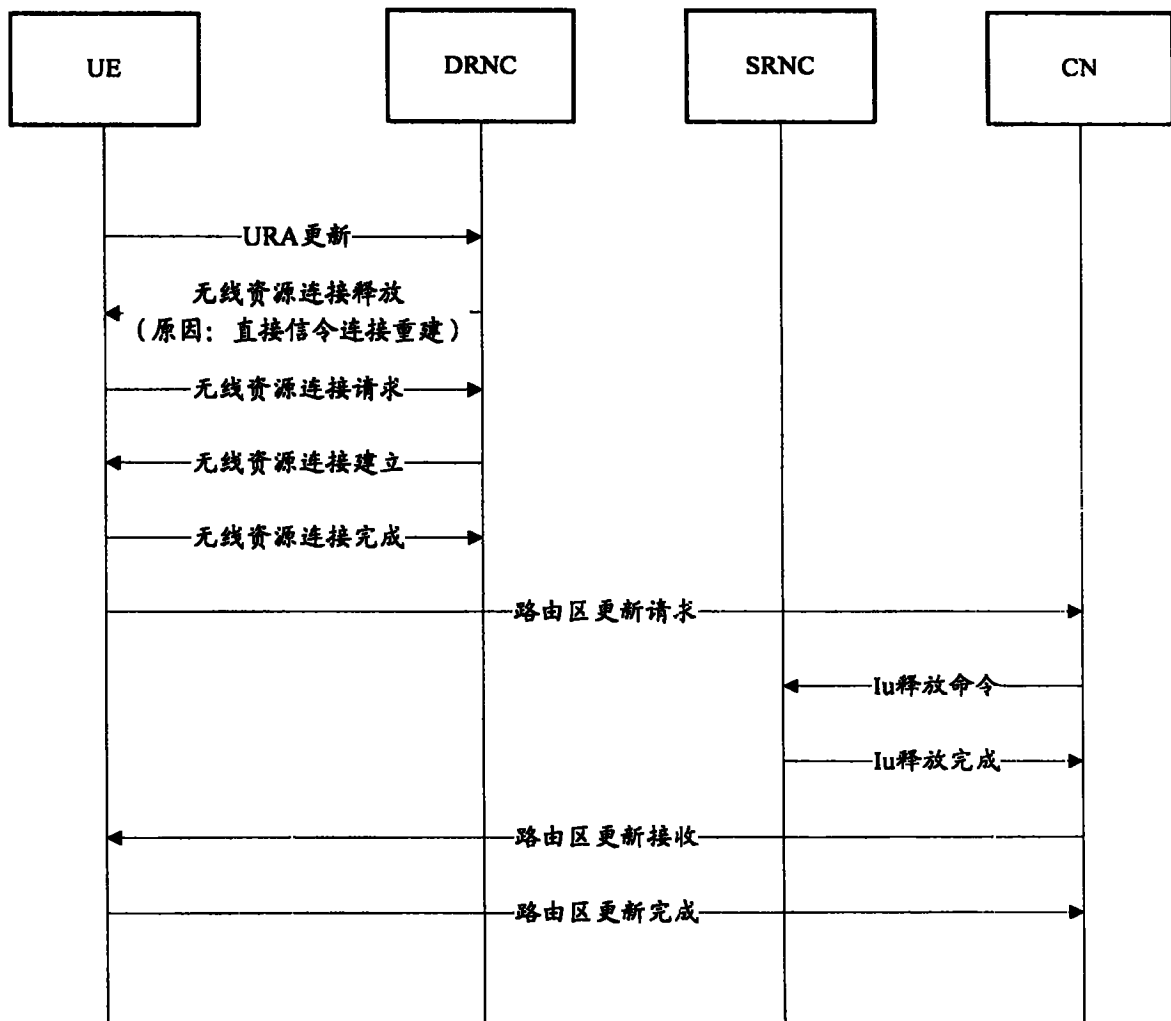 UE
DRNC
SRNC
CN
URA更新
无线资源连接释放
（原因：直接信令连接重建）
无线资源连接请求
无线资源连接建立
无线资源连接完成
路由区更新请求
Iu释放命令
Iu释放完成
路由区更新接收
路由区更新完成